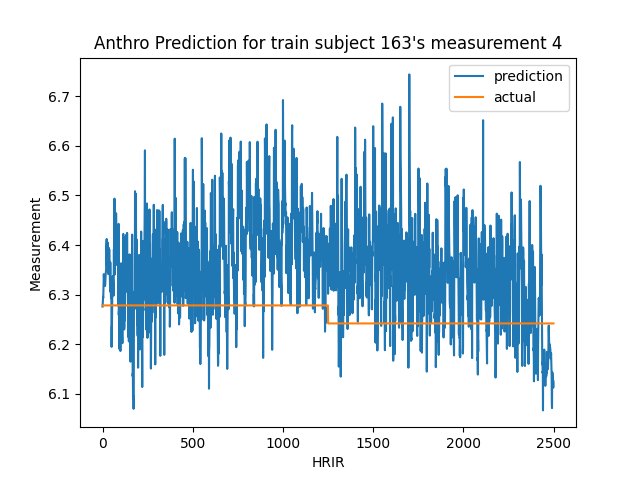 Anthro Prediction for train subject 163's measurement 4
prediction
actual
6.7
6.6
6.5
6.4
6.3
6.2
6.1
Measurement
0
500
1000
1500
2000
2500
HRIR